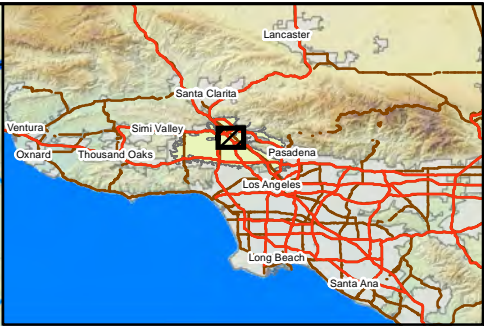 Lancaster
Santa Clarita
Ventura
Simi Valley
Oxnard
Thousand Oaks
Pasadena
Los Angeles
Long Beach
Santa Ana